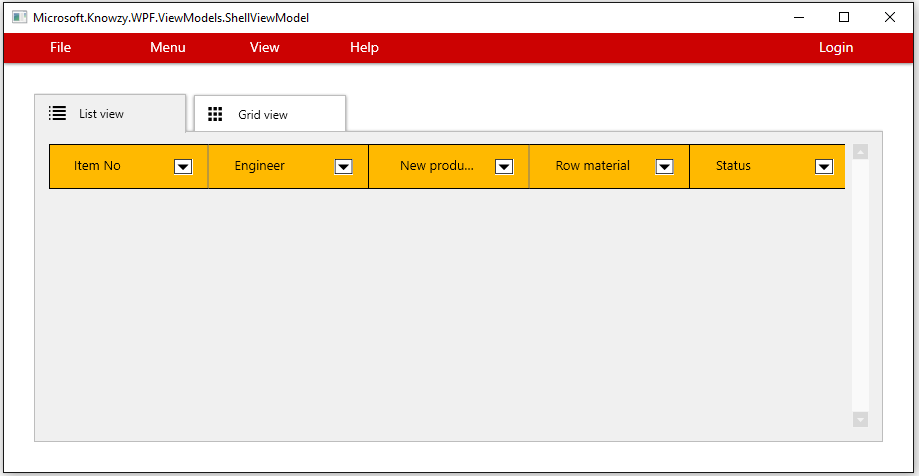 Microsoft.Knowzy.WPF.ViewModels.ShellViewModel
File Menu View Help Login
List view Grid view
Item No Engineer New produ... Row material Status